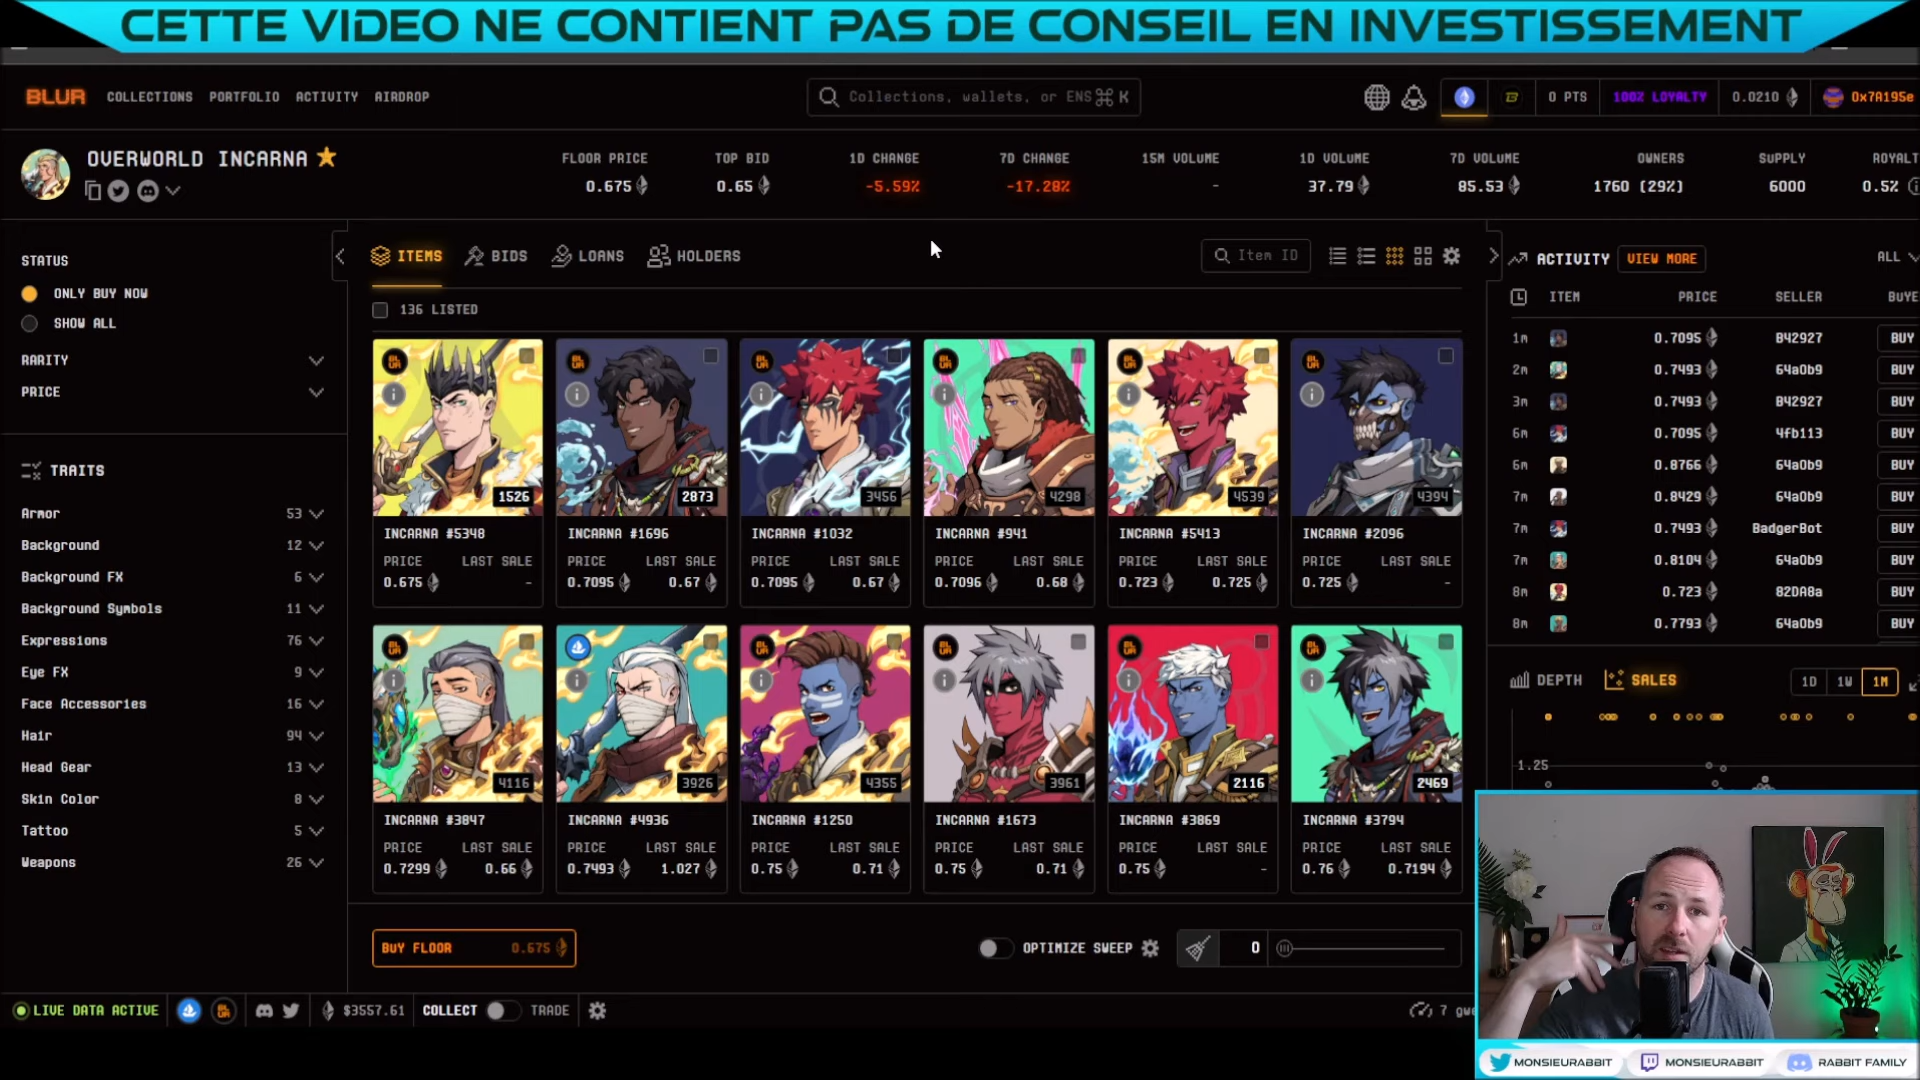 CETTE VIDEO NE CONTIENT PAS DE CONSEIL EN INVESTISSEMENT
BLUR COLLECTIONS PORTFOLIO ACTIVITY AIRDROP Collections, wallets, or ENS ⌘ K 0 PTS 100% LOYALTY 0.0210 0x7A195e
OVERWORLD INCARNA
FLOOR PRICE TOP BID 1D CHANGE 7D CHANGE 15M VOLUME 1D VOLUME 7D VOLUME OWNERS SUPPLY ROYALT
0.675 0.65 -5.59% -17.28% - 37.79 85.53 1760 (29%) 6000 0.5%
STATUS
ONLY BUY NOW
SHOW ALL
RARITY
PRICE
TRAITS
Armor 53
Background 12
Background FX 6
Background Symbols 11
Expressions 76
Eye FX 9
Face Accessories 16
Hair 94
Head Gear 13
Skin Color 8
Tattoo 5
Weapons 26
ITEMS BIDS LOANS HOLDERS Item ID
136 LISTED
1526 2873 3456 4298 4539 4394
INCARNA #5348 INCARNA #1696 INCARNA #1032 INCARNA #941 INCARNA #5413 INCARNA #2096
PRICE LAST SALE PRICE LAST SALE PRICE LAST SALE PRICE LAST SALE PRICE LAST SALE PRICE LAST SALE
0.675 - 0.7095 0.67 0.7095 0.67 0.7096 0.68 0.723 0.725 0.725 -
4116 3926 4355 3961 2116 2469
INCARNA #3847 INCARNA #4936 INCARNA #1250 INCARNA #1673 INCARNA #3869 INCARNA #3794
PRICE LAST SALE PRICE LAST SALE PRICE LAST SALE PRICE LAST SALE PRICE LAST SALE PRICE LAST SALE
0.7299 0.66 0.7493 1.027 0.75 0.71 0.75 0.71 0.75 - 0.76 0.7194
BUY FLOOR 0.675 OPTIMIZE SWEEP 0
ACTIVITY VIEW MORE ALL
ITEM PRICE SELLER BUYE
1m 0.7095 B42927 BUY
2m 0.7493 64a0b9 BUY
3m 0.7493 B42927 BUY
6m 0.7095 4fb113 BUY
6m 0.8766 64a0b9 BUY
7m 0.8429 64a0b9 BUY
7m 0.7493 BadgerBot BUY
7m 0.8104 64a0b9 BUY
8m 0.723 82DA8a BUY
8m 0.7793 64a0b9 BUY
DEPTH SALES 1D 1W 1M
1.25
LIVE DATA ACTIVE $3557.61 COLLECT TRADE 7 gwe
MONSIEURABBIT MONSIEURABBIT RABBIT FAMILY